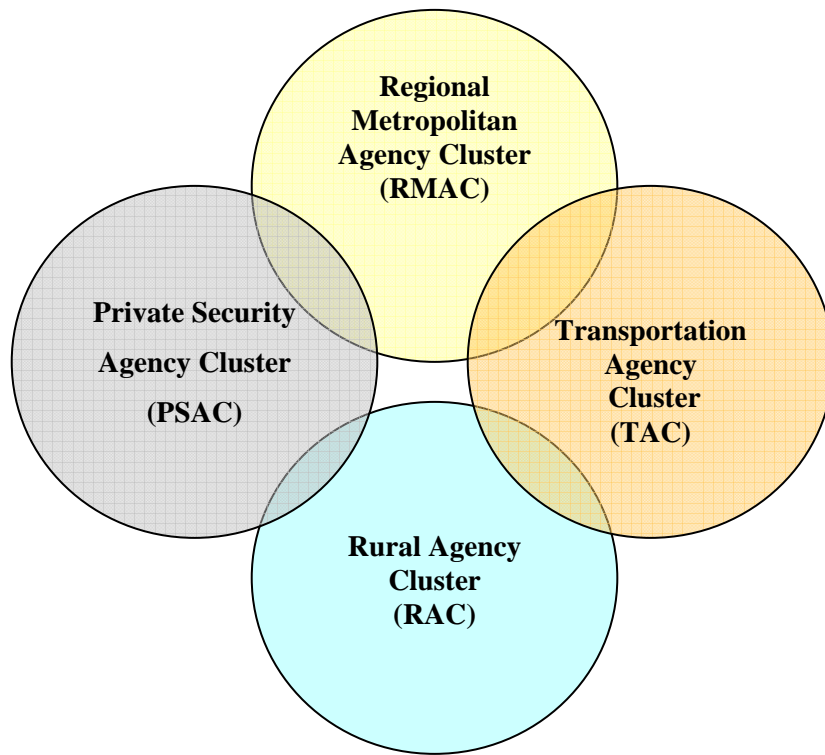 Regional
Metropolitan
Agency Cluster
(RMAC)
Private Security
Agency Cluster
(PSAC)
Transportation
Agency
Cluster
(TAC)
Rural Agency
Cluster
(RAC)